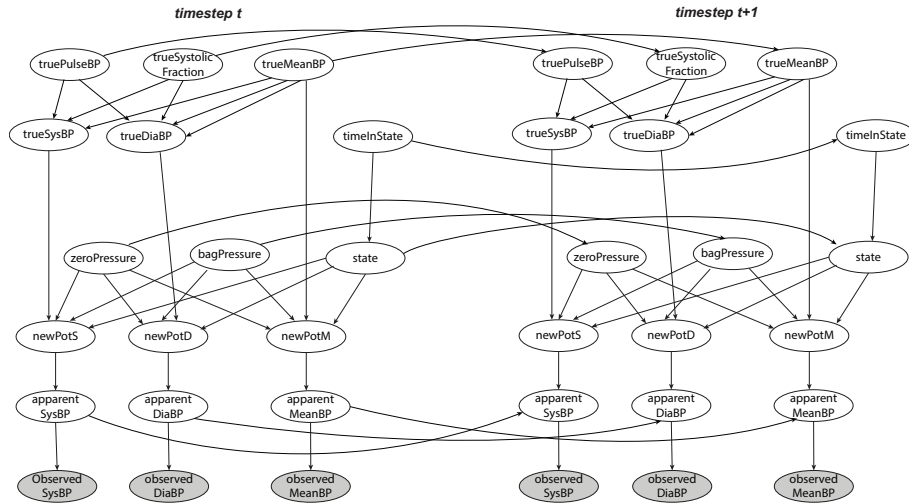 timestep t
timestep t+1
truePulseBP
trueSystolic
Fraction
trueMeanBP
truePulseBP
trueSystolic
Fraction
trueMeanBP
trueSysBP
trueDiaBP
timeInState
trueSysBP
trueDiaBP
timeInState
zeroPressure
bagPressure
state
zeroPressure
bagPressure
state
newPotS
newPotD
newPotM
newPotS
newPotD
newPotM
apparent
SysBP
apparent
DiaBP
apparent
MeanBP
apparent
SysBP
apparent
DiaBP
apparent
MeanBP
Observed
SysBP
observed
DiaBP
observed
MeanBP
observed
SysBP
observed
DiaBP
observed
MeanBP